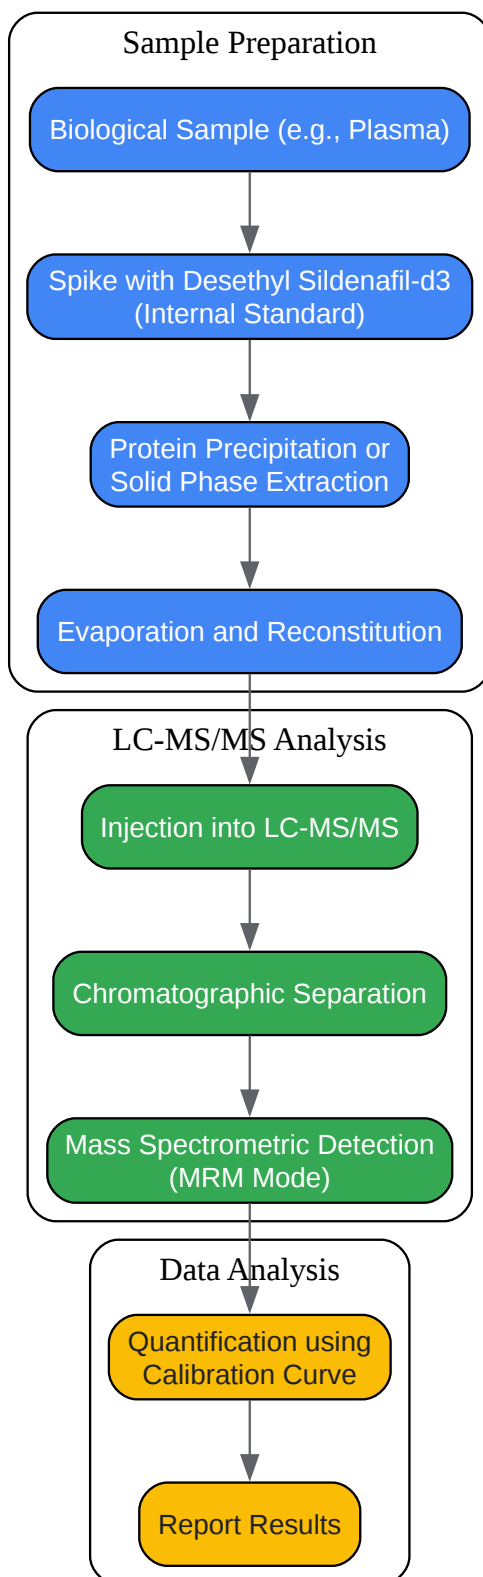 Sample Preparation
Biological Sample (e.g., Plasma)
Spike with Desethyl Sildenafil-d3
(Internal Standard)
Protein Precipitation or
Solid Phase Extraction
Evaporation and Reconstitution
LC-MS/MS Analysis
Injection into LC-MS/MS
Chromatographic Separation
Mass Spectrometric Detection
(MRM Mode)
Data Analysis
Quantification using
Calibration Curve
Report Results